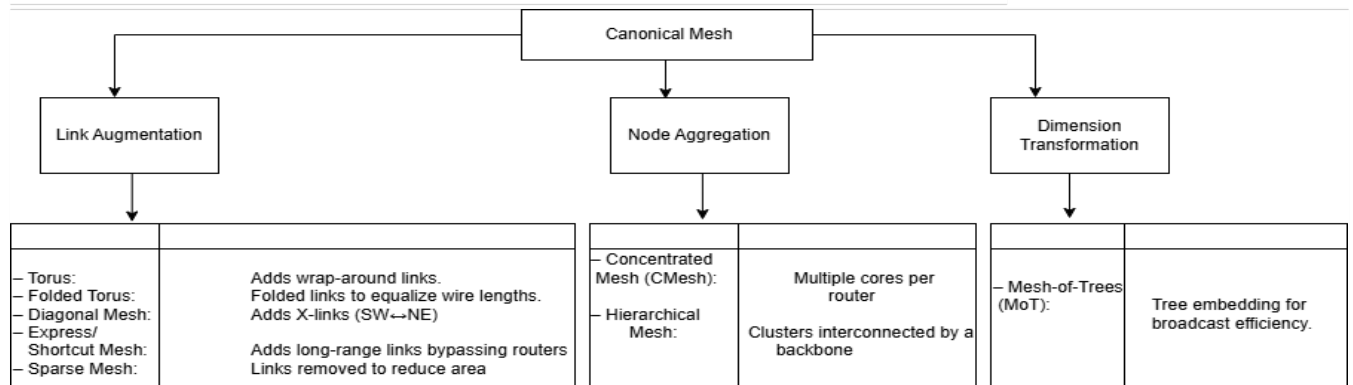 Canonical Mesh
Link Augmentation
Node Aggregation
Dimension
Transformation
– Torus: Adds wrap-around links.
– Folded Torus: Folded links to equalize wire lengths.
– Diagonal Mesh: Adds X-links (SW↔NE)
– Express/
Shortcut Mesh: Adds long-range links bypassing routers
– Sparse Mesh: Links removed to reduce area
– Concentrated
Mesh (CMesh):
Multiple cores per
router
– Hierarchical
Mesh:
Clusters interconnected by a
backbone
– Mesh-of-Trees
(MoT):
Tree embedding for
broadcast efficiency.